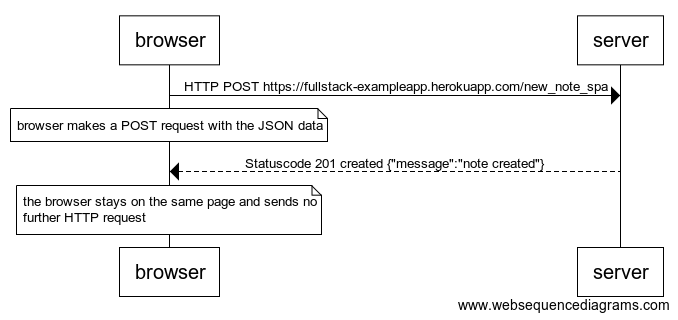 browser
server
HTTP POST https://fullstack-exampleapp.herokuapp.com/new_note_spa
browser makes a POST request with the JSON data
Statuscode 201 created {"message":"note created"}
the browser stays on the same page and sends no
further HTTP request
browser
server
www.websequencediagrams.com